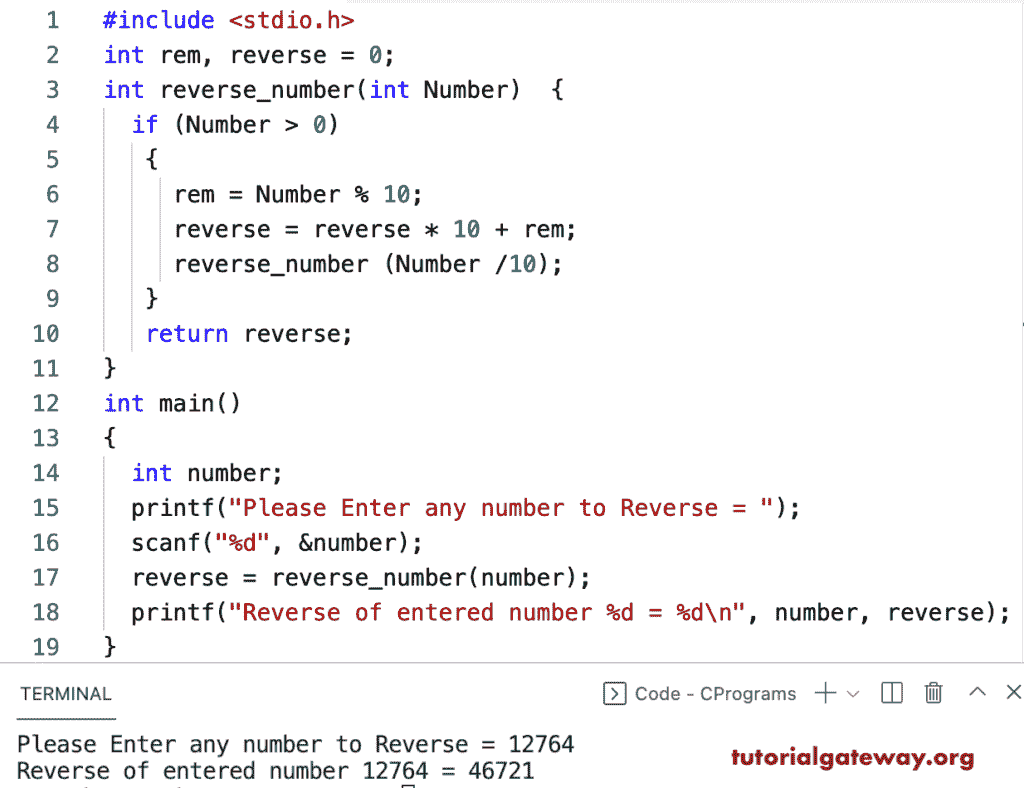 1 #include <stdio.h>
2 int rem, reverse = 0;
3 int reverse_number(int Number)  {
4   if (Number > 0)
5    {
6      rem = Number % 10;
7      reverse = reverse * 10 + rem;
8      reverse_number (Number /10);
9    }
10    return reverse;
11 }
12 int main()
13 {
14   int number;
15   printf("Please Enter any number to Reverse = ");
16   scanf("%d", &number);
17   reverse = reverse_number(number);
18   printf("Reverse of entered number %d = %d\n", number, reverse);
19 }
TERMINAL
Code - CPrograms
Please Enter any number to Reverse = 12764
Reverse of entered number 12764 = 46721
tutorialgateway.org